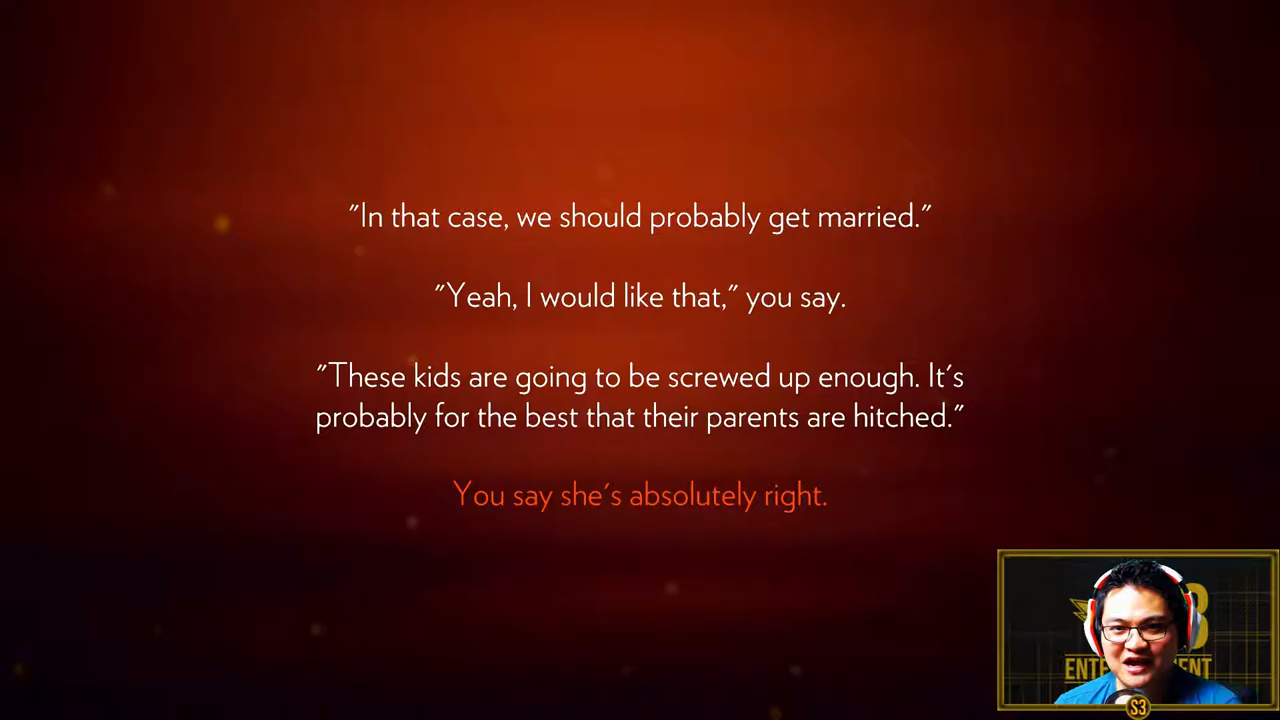 "In that case, we should probably get married."
"Yeah, I would like that," you say.
"These kids are going to be screwed up enough. It's
probably for the best that their parents are hitched."
You say she's absolutely right.
S3